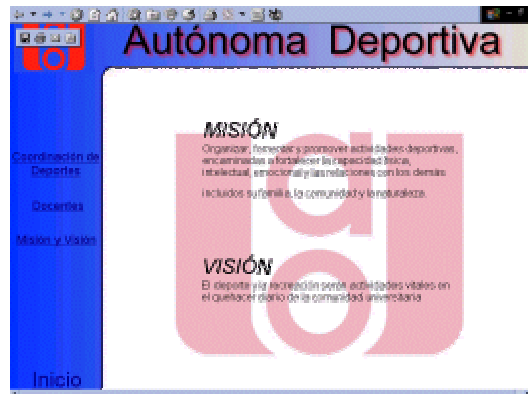 Autónoma Deportiva
Coordinación de
Deportes
Docentes
Misión y Visión
Inicio
MISIÓN
Organizar, fomentar y promover actividades deportivas,
encaminadas a fortalecer la capacidad física,
intelectual, emocional y las relaciones con los demás
incluidos su familia, la comunidad y la naturaleza.
VISIÓN
El deporte y la recreación serán actividades vitales en
el quehacer diario de la comunidad universitaria